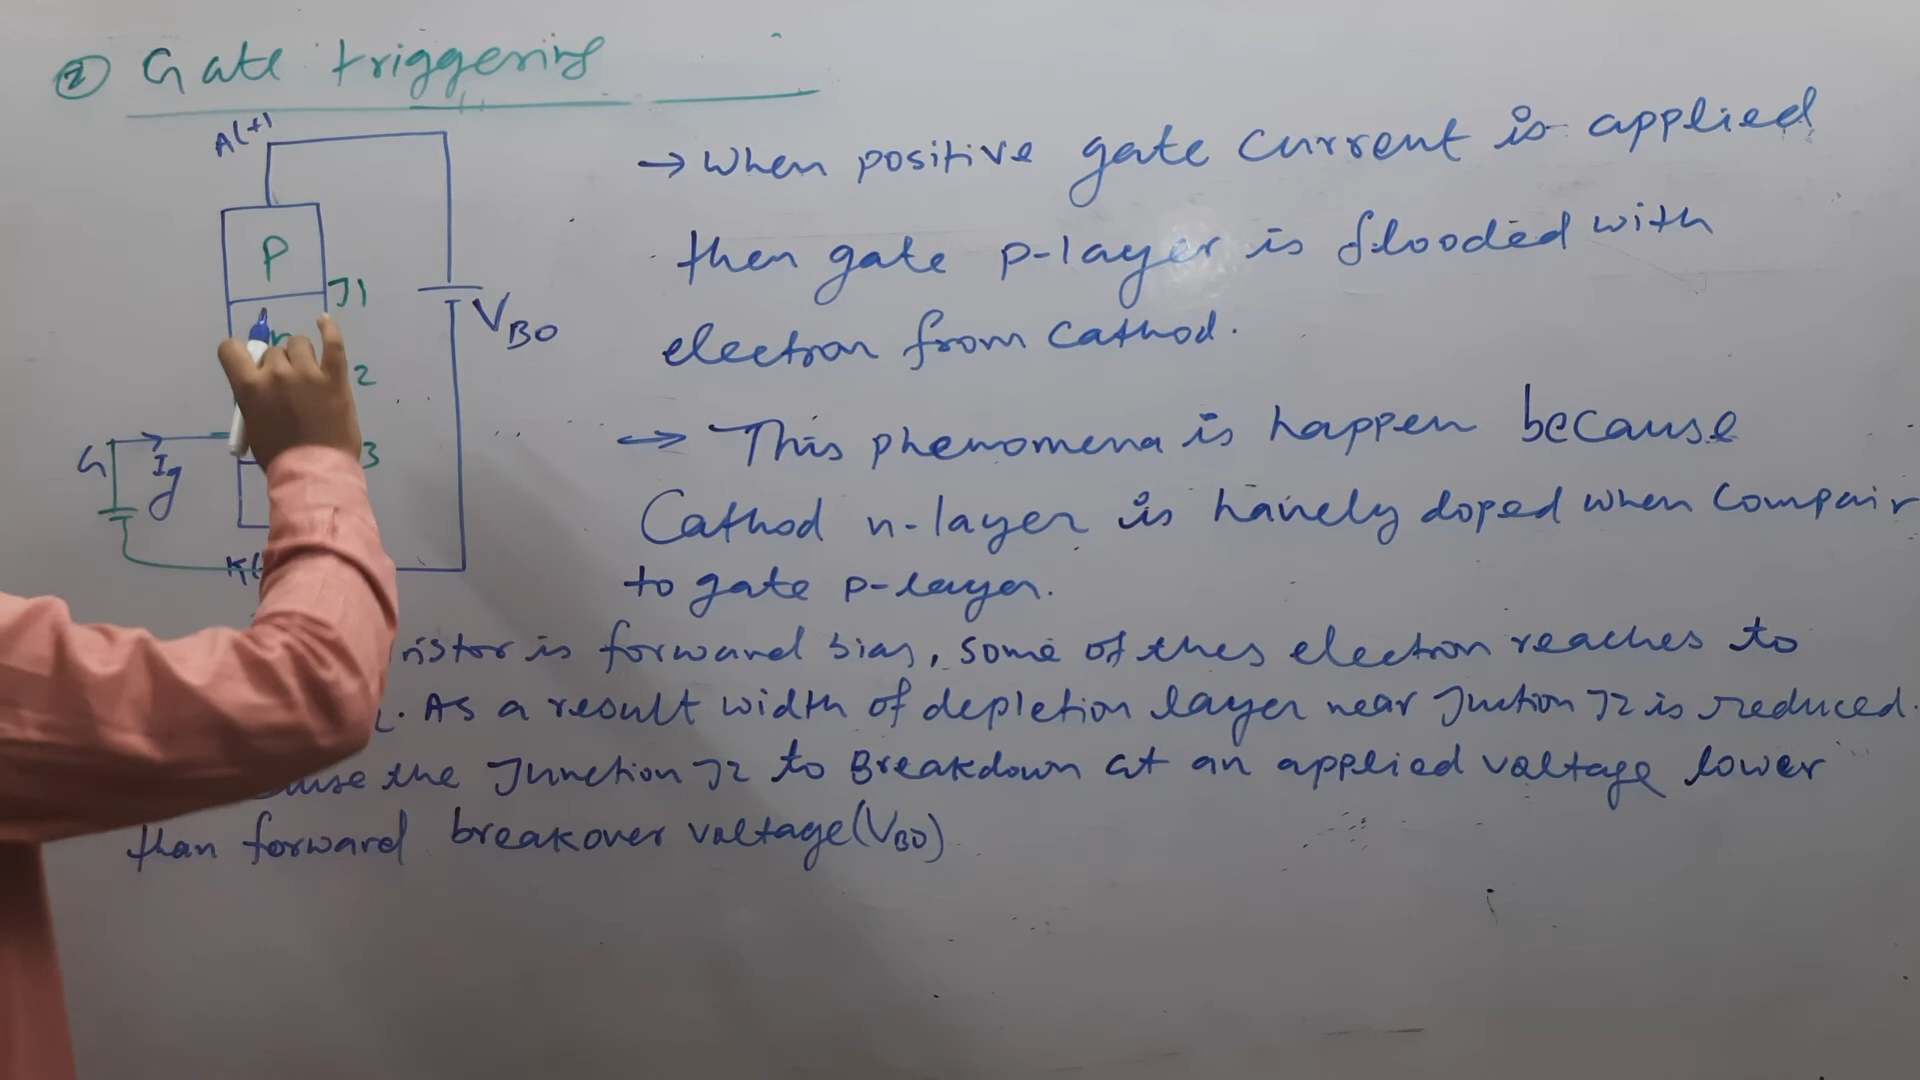 ② Gate triggering
A(+)
P
J1
n
2
3
VBO
G
Ig
K(
→ When positive gate current is applied
then gate p-layer is flooded with
electron from Cathod.
→ This phenomena is happen because
Cathod n-layer is havely doped when Compair
to gate p-layer.
ristor is forward bias, some of thes electron reaches to
. As a result width of depletion layer near Juction J2 is reduced.
the Junction J2 to Breakdown at an applied voltage lower
than forward breakover voltage(VBO)